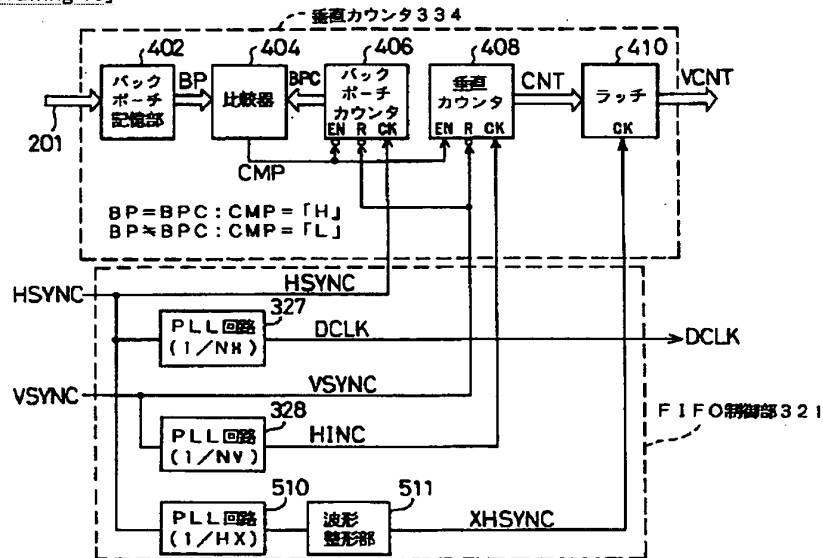 垂直カウンタ334
402 404 406 408 410
バック
ポーチ
記憶部
BP
比較器
BPC
バック
ポーチ
カウンタ
EN R CK
垂直
カウンタ
EN R CK
CNT
ラッチ
CK
VCNT
201
CMP
BP=BPC:CMP=「H」
BP≒BPC:CMP=「L」
HSYNC
HSYNC
327
PLL回路
(1/NH)
DCLK
DCLK
VSYNC
VSYNC
328
PLL回路
(1/NV)
HINC
FIFO制御部321
510
PLL回路
(1/HX)
511
波形
整形部
XHSYNC